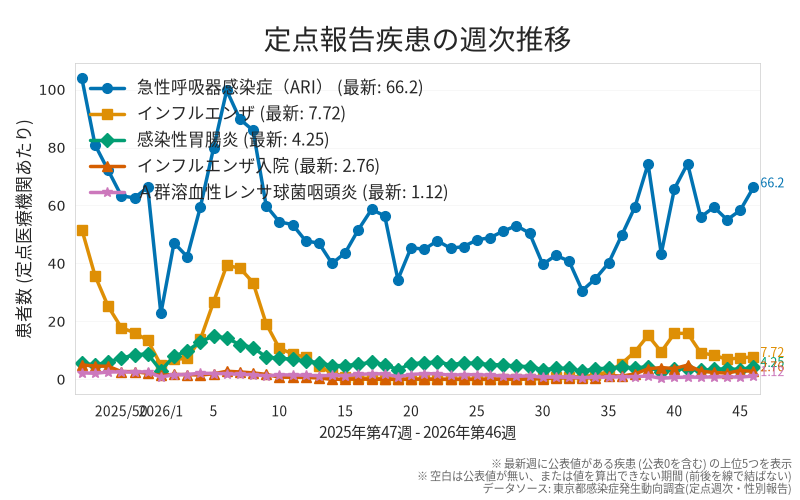 定点報告疾患の週次推移
急性呼吸器感染症（ARI） (最新: 66.2)
インフルエンザ (最新: 7.72)
感染性胃腸炎 (最新: 4.25)
インフルエンザ入院 (最新: 2.76)
A群溶血性レンサ球菌咽頭炎 (最新: 1.12)
患者数 (定点医療機関あたり)
100
80
60
40
20
0
66.2
7.72
4.25
2.76
1.12
2025/50 2026/1 5 10 15 20 25 30 35 40 45
2025年第47週 - 2026年第46週
※ 最新週に公表値がある疾患 (公表0を含む) の上位5つを表示
※ 空白は公表値が無い、または値を算出できない期間 (前後を線で結ばない)
データソース: 東京都感染症発生動向調査(定点週次・性別報告)